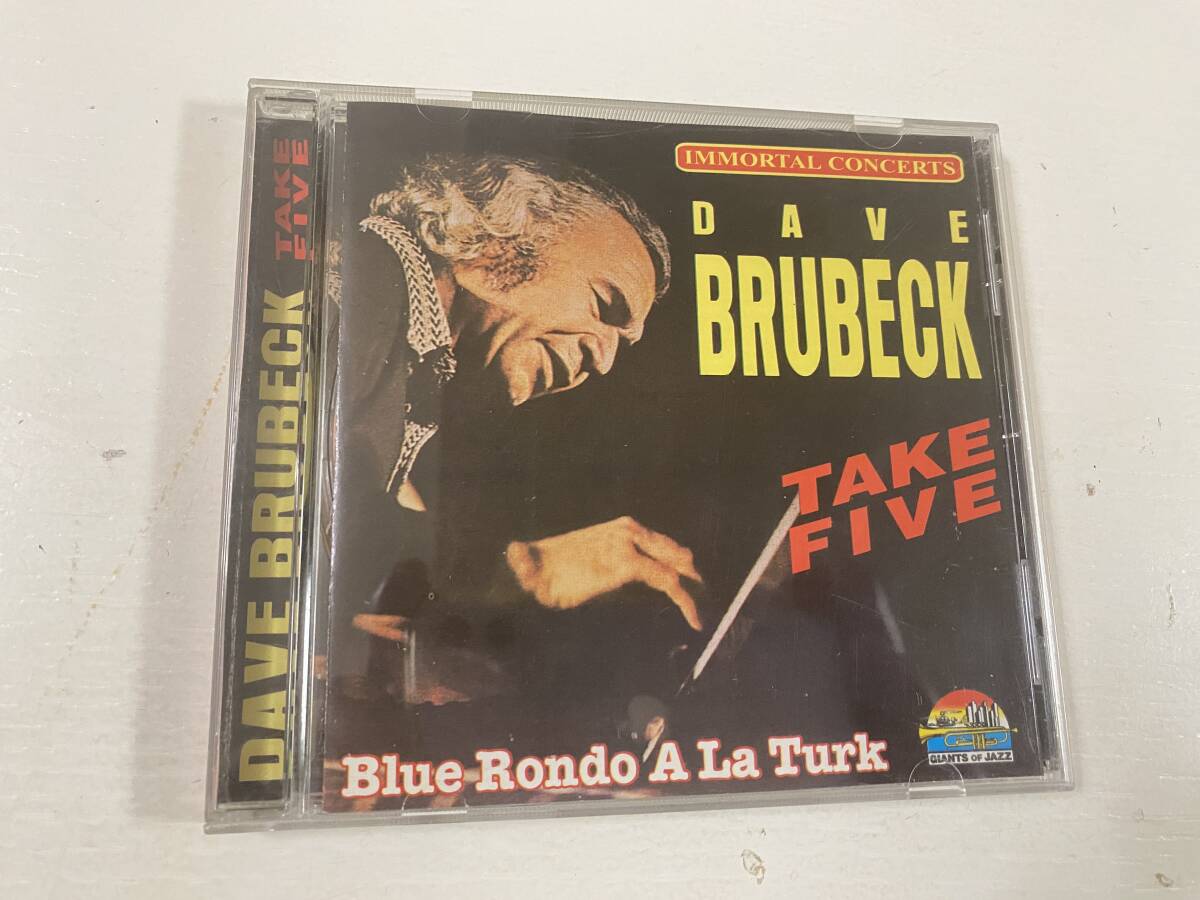 DAVE BRUBECK TAKE
FIVE
IMMORTAL CONCERTS
DAVE
BRUBECK
TAKE
FIVE
Blue Rondo A La Turk
GIANTS OF JAZZ